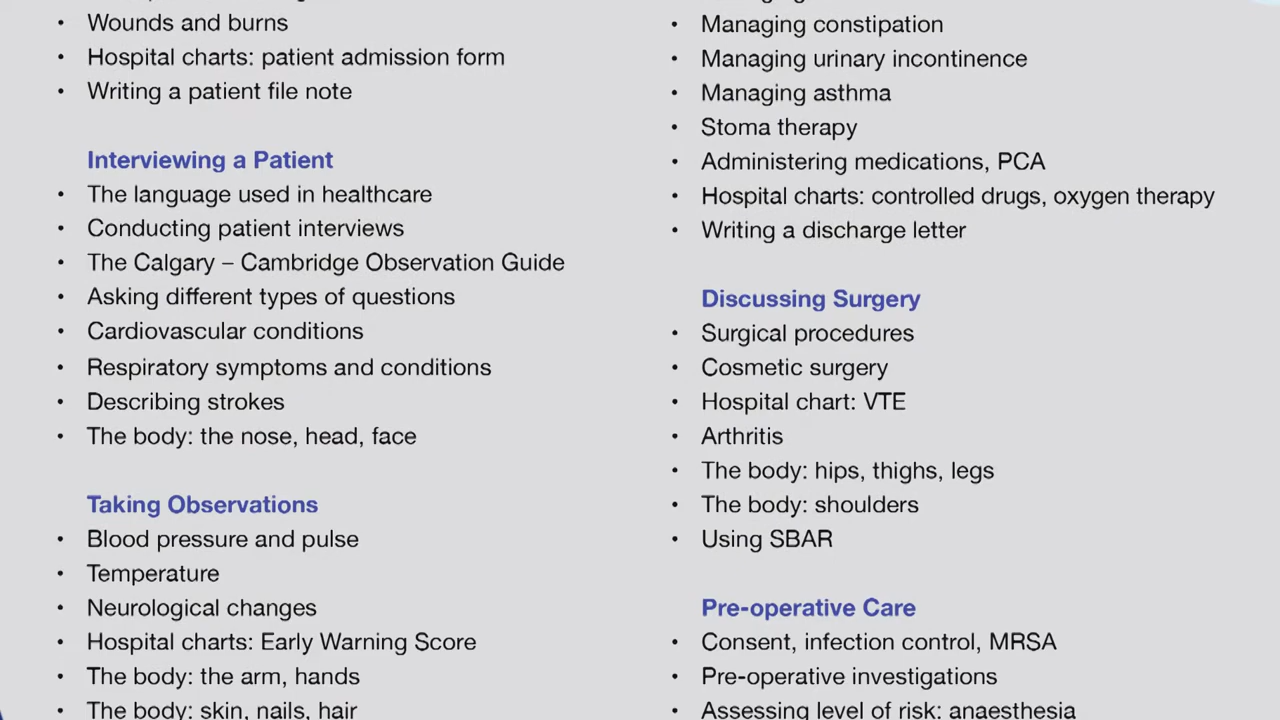 Wounds and burns
Hospital charts: patient admission form
Writing a patient file note
Interviewing a Patient
The language used in healthcare
Conducting patient interviews
The Calgary – Cambridge Observation Guide
Asking different types of questions
Cardiovascular conditions
Respiratory symptoms and conditions
Describing strokes
The body: the nose, head, face
Taking Observations
Blood pressure and pulse
Temperature
Neurological changes
Hospital charts: Early Warning Score
The body: the arm, hands
The body: skin, nails, hair
Managing constipation
Managing urinary incontinence
Managing asthma
Stoma therapy
Administering medications, PCA
Hospital charts: controlled drugs, oxygen therapy
Writing a discharge letter
Discussing Surgery
Surgical procedures
Cosmetic surgery
Hospital chart: VTE
Arthritis
The body: hips, thighs, legs
The body: shoulders
Using SBAR
Pre-operative Care
Consent, infection control, MRSA
Pre-operative investigations
Assessing level of risk: anaesthesia